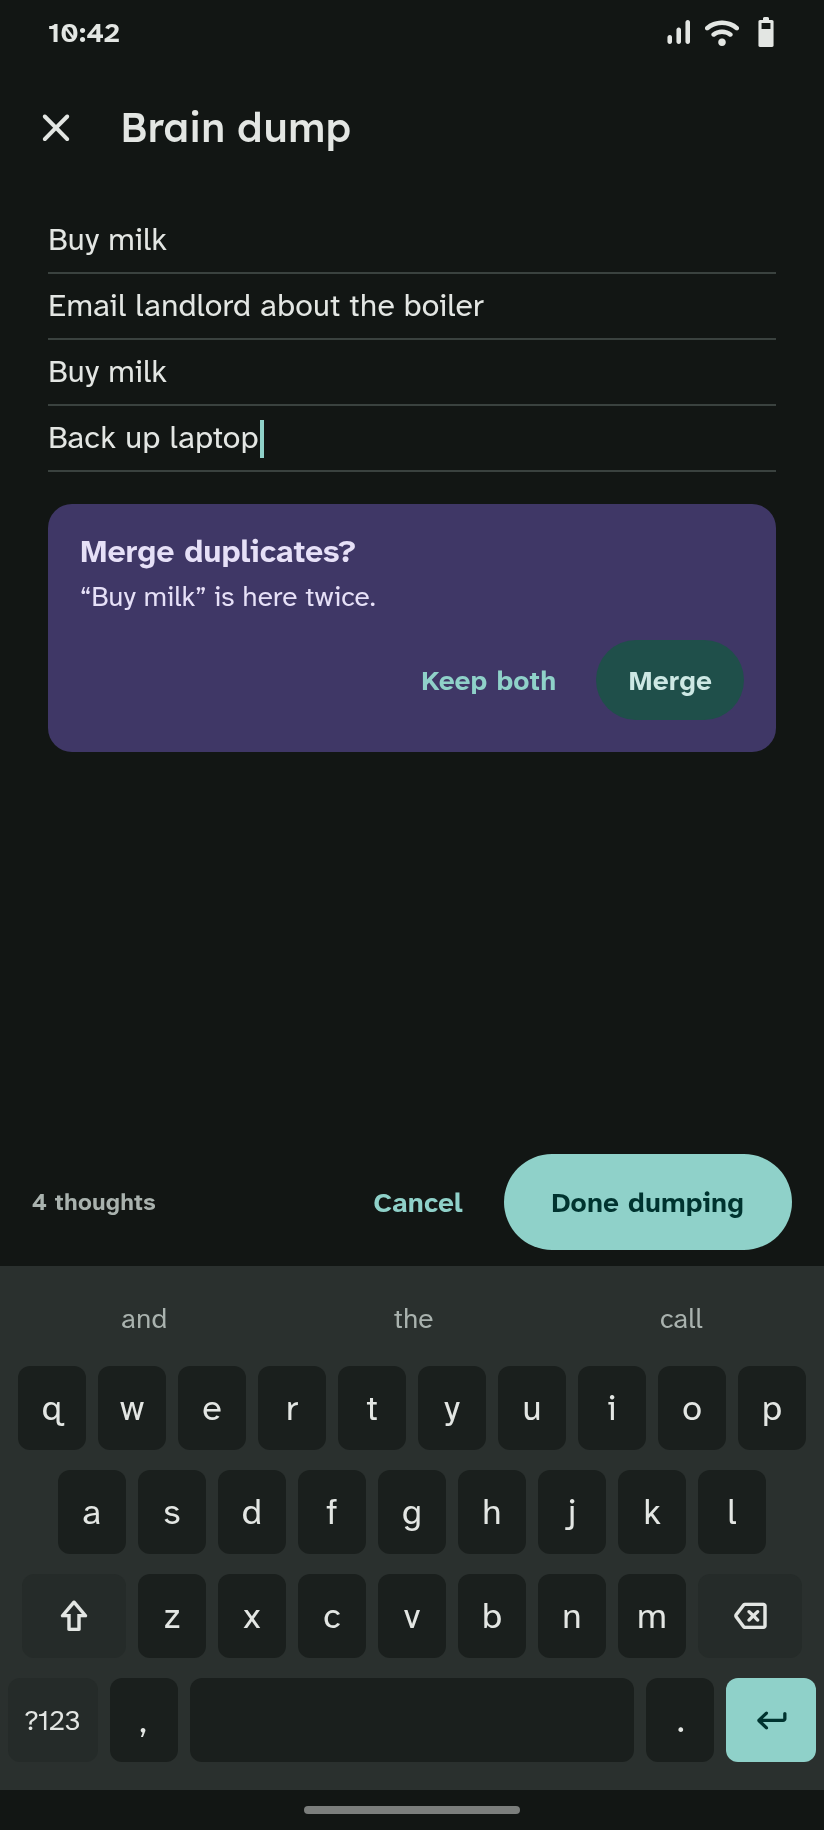 10:42
Brain dump
Buy milk
Email landlord about the boiler
Buy milk
Back up laptop
Merge duplicates?
“Buy milk” is here twice.
Keep both Merge
4 thoughts Cancel Done dumping
and the call
q w e r t y u i o p
a s d f g h j k l
z x c v b n m
?123 , .